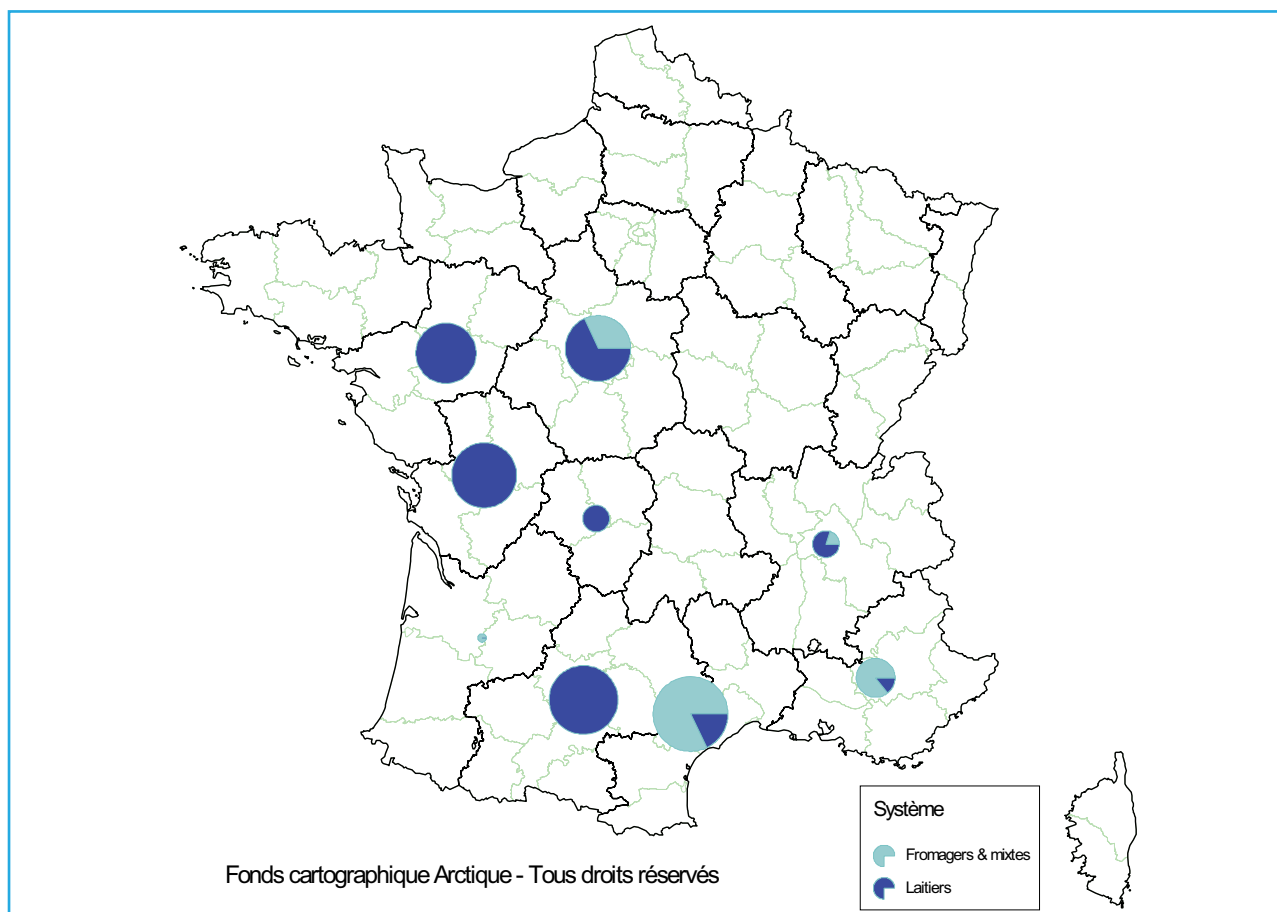 Système
Fromagers & mixtes
Laitiers
Fonds cartographique Arctique - Tous droits réservés